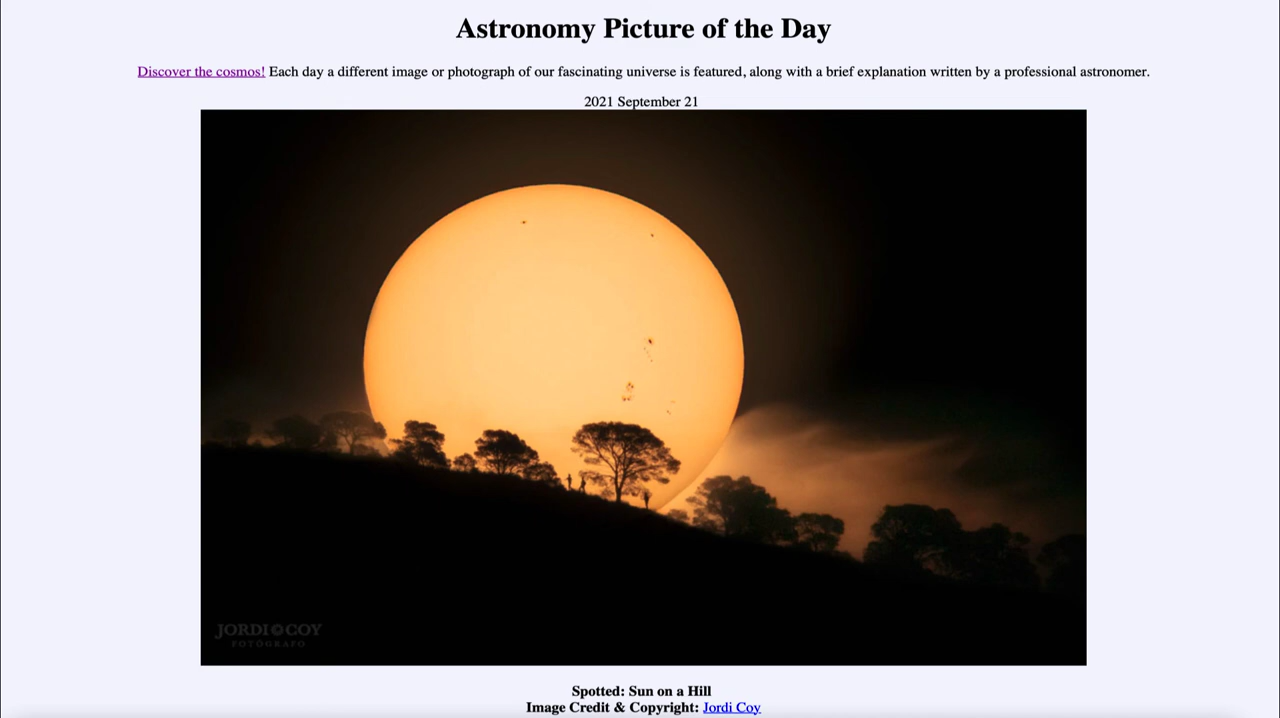 Astronomy Picture of the Day
Discover the cosmos! Each day a different image or photograph of our fascinating universe is featured, along with a brief explanation written by a professional astronomer.
2021 September 21
JORDI©COY
FOTÓGRAFO
Spotted: Sun on a Hill
Image Credit & Copyright: Jordi Coy